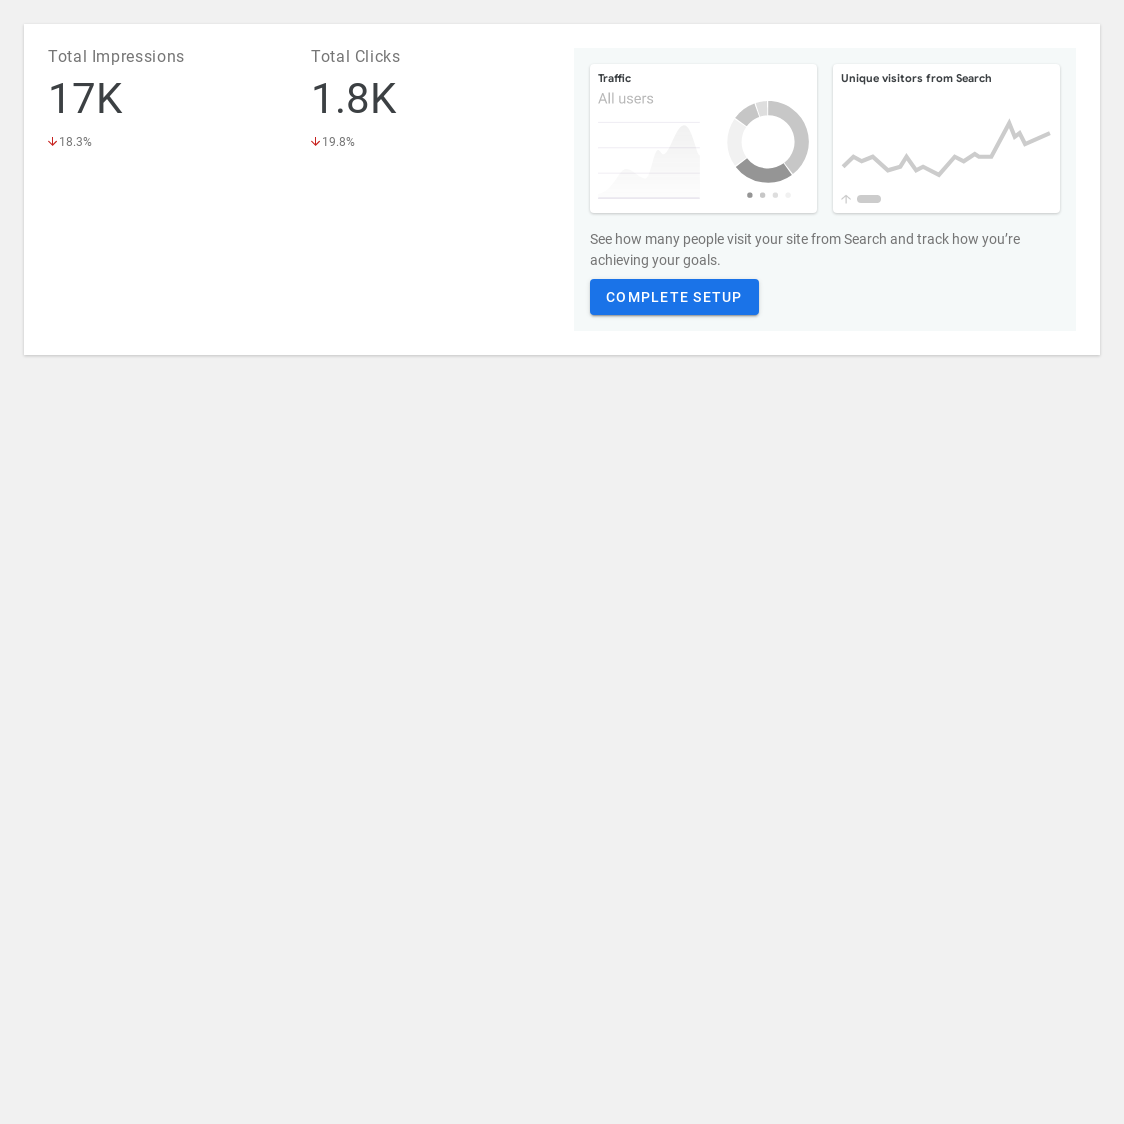 Total Impressions
17K
18.3%
Total Clicks
1.8K
19.8%
Traffic
All users
Unique visitors from Search
See how many people visit your site from Search and track how you’re
achieving your goals.
COMPLETE SETUP